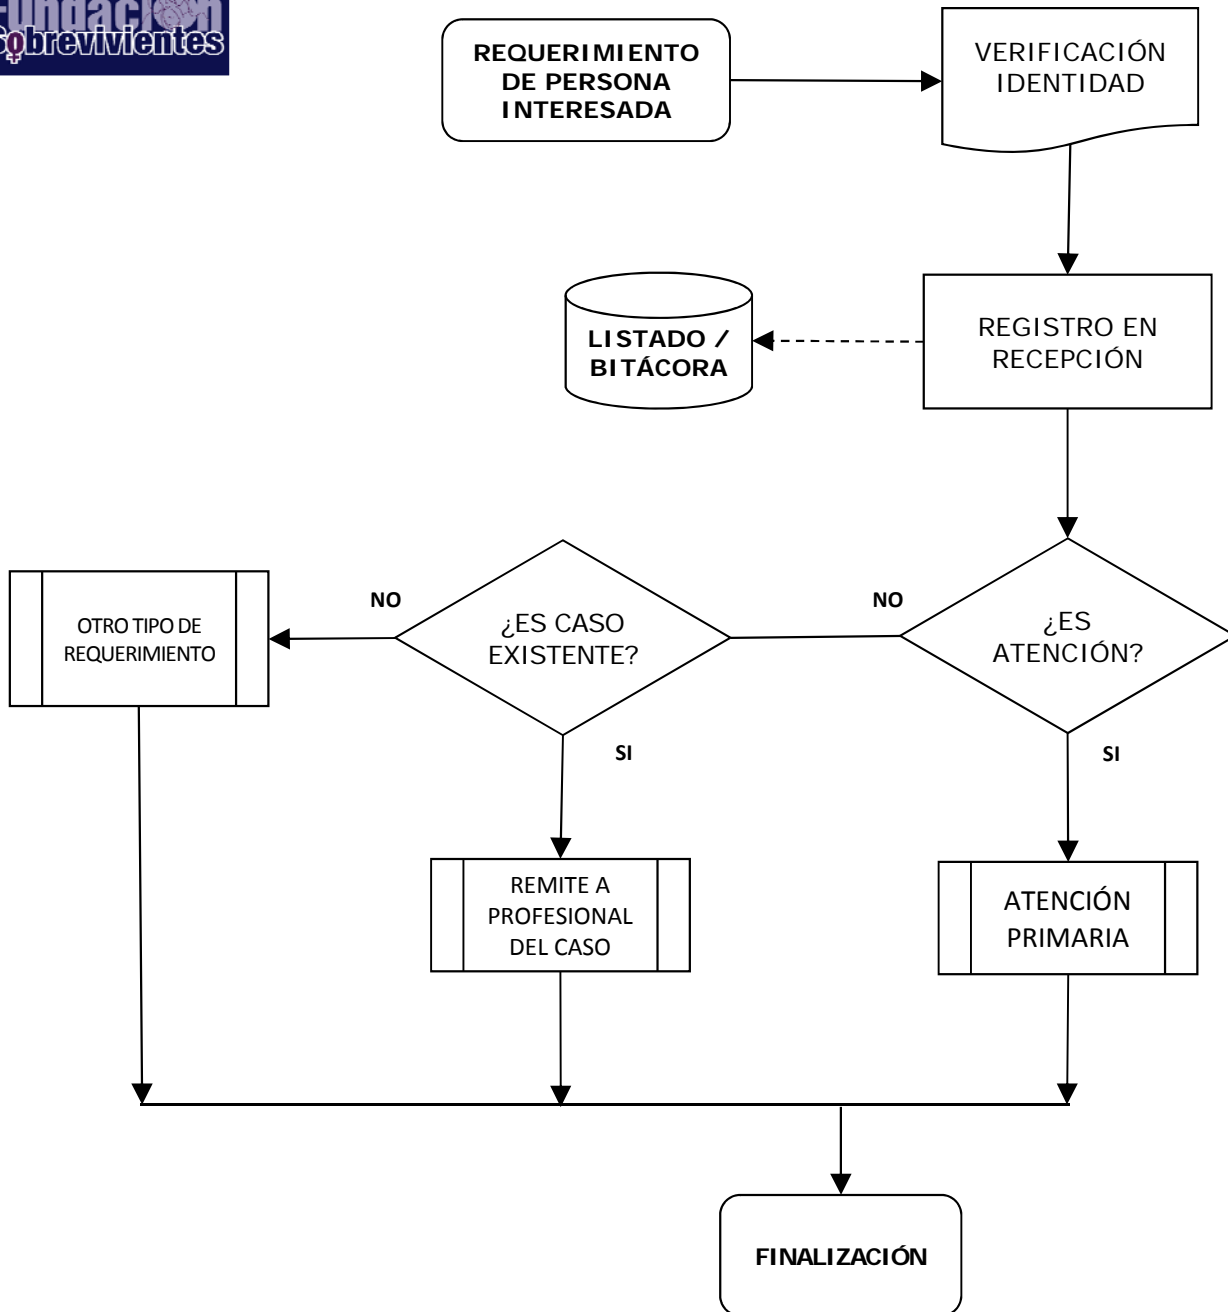 Fundación
Sobrevivientes
REQUERIMIENTO
DE PERSONA
INTERESADA
VERIFICACIÓN
IDENTIDAD
LISTADO /
BITÁCORA
REGISTRO EN
RECEPCIÓN
OTRO TIPO DE
REQUERIMIENTO
NO
¿ES CASO
EXISTENTE?
NO
¿ES
ATENCIÓN?
SI
SI
REMITE A
PROFESIONAL
DEL CASO
ATENCIÓN
PRIMARIA
FINALIZACIÓN